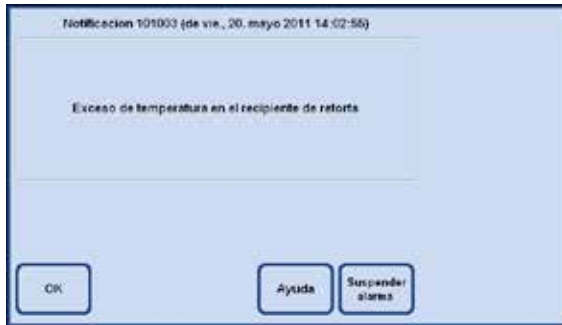 Notificacion 101003 (de vie., 20. mayo 2011 14:02:55)
Exceso de temperatura en el recipiente de retorta
OK
Ayuda
Suspender
alarma